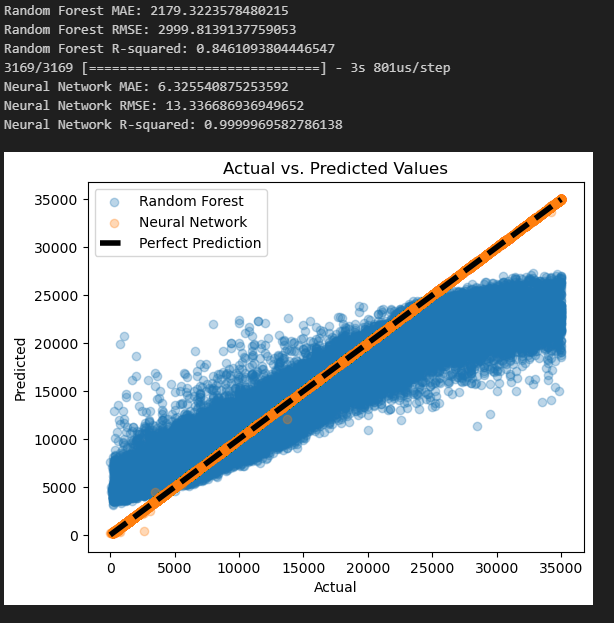 Random Forest MAE: 2179.3223578480215
Random Forest RMSE: 2999.8139137759053
Random Forest R-squared: 0.8461093804446547
3169/3169 [==============================] - 3s 801us/step
Neural Network MAE: 6.325540875253592
Neural Network RMSE: 13.336686936949652
Neural Network R-squared: 0.9999969582786138
Actual vs. Predicted Values
Random Forest
Neural Network
Perfect Prediction
Predicted
35000
30000
25000
20000
15000
10000
5000
0
0 5000 10000 15000 20000 25000 30000 35000
Actual